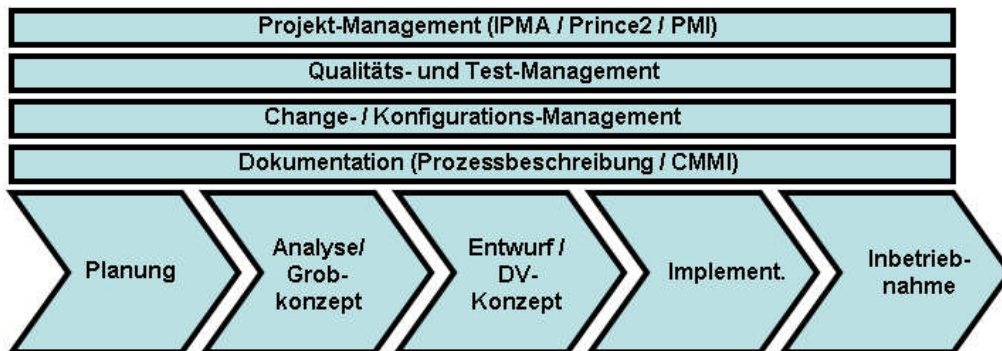 Projekt-Management (IPMA / Prince2 / PMI)
Qualitäts- und Test-Management
Change- / Konfigurations-Management
Dokumentation (Prozessbeschreibung / CMMI)
Planung
Analyse/
Grob-
konzept
Entwurf /
DV-
Konzept
Implement.
Inbetrieb-
nahme